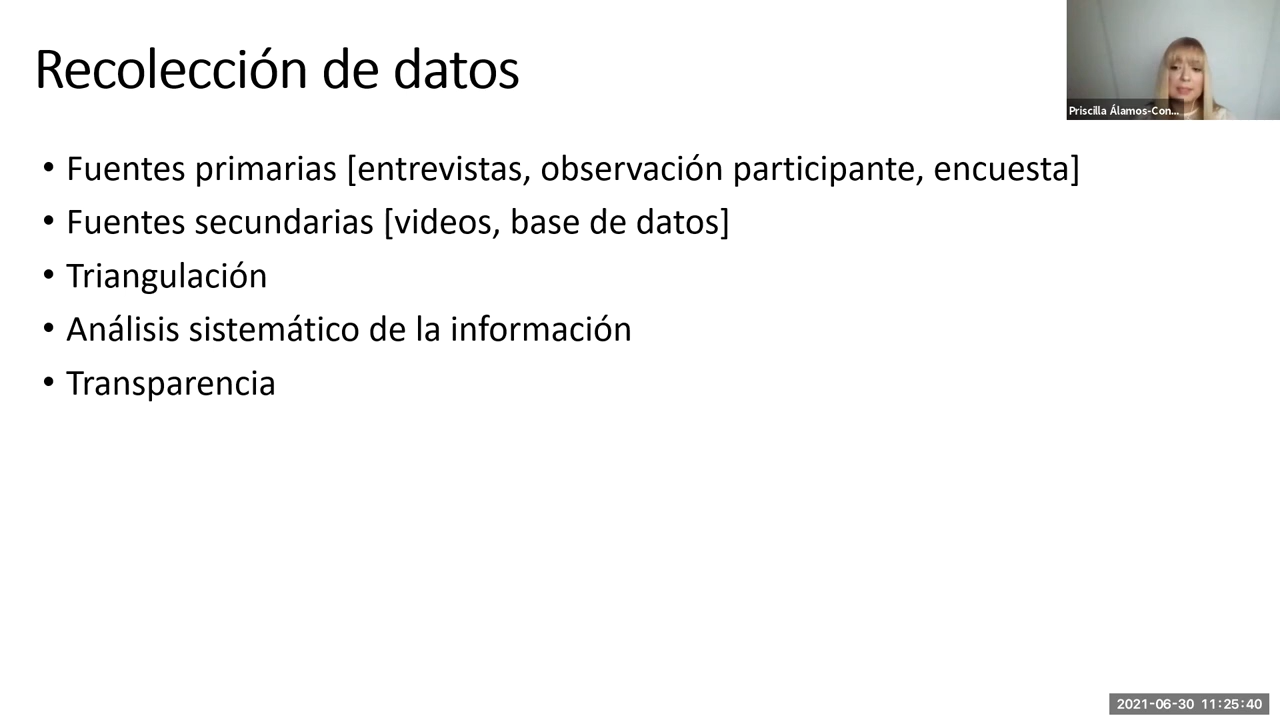 Recolección de datos
Priscilla Álamos-Con...
• Fuentes primarias [entrevistas, observación participante, encuesta]
• Fuentes secundarias [videos, base de datos]
• Triangulación
• Análisis sistemático de la información
• Transparencia
2021-06-30 11:25:40